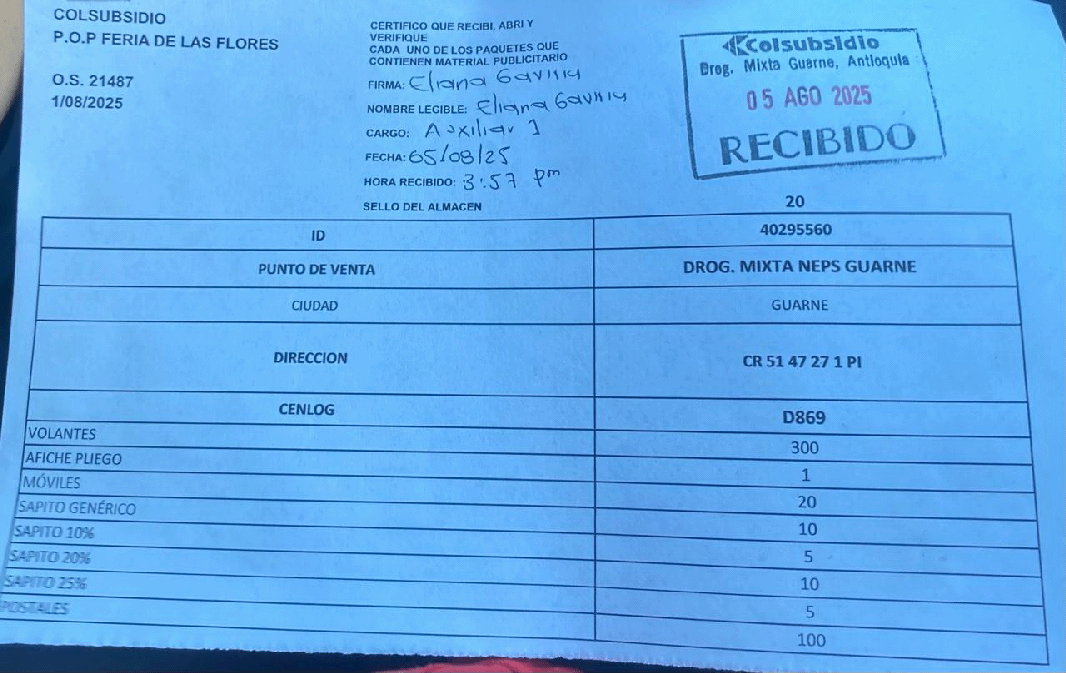 COLSUBSIDIO
P.O.P FERIA DE LAS FLORES
O.S. 21487
1/08/2025
CERTIFICO QUE RECIBI, ABRI Y
VERIFIQUE
CADA UNO DE LOS PAQUETES QUE
CONTIENEN MATERIAL PUBLICITARIO
FIRMA: Eliana Gaviria
NOMBRE LEGIBLE: Eliana Gaviria
CARGO: Auxiliar 1
FECHA: 05/08/25
HORA RECIBIDO: 3:57 pm
SELLO DEL ALMACEN
Colsubsidio
Drog. Mixta Guarne, Antioquia
05 AGO 2025
RECIBIDO
20
ID 40295560
PUNTO DE VENTA DROG. MIXTA NEPS GUARNE
CIUDAD GUARNE
DIRECCION CR 51 47 27 1 PI
CENLOG D869
VOLANTES 300
AFICHE PLIEGO 1
MÓVILES 20
SAPITO GENÉRICO 10
SAPITO 10% 5
SAPITO 20% 10
SAPITO 25% 5
POSTALES 100